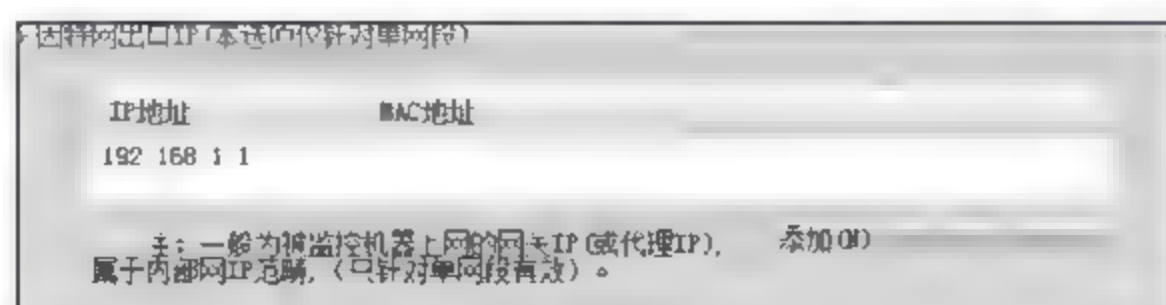 因特网出口IP(本选项仅针对单网段)
IP地址 MAC地址
192 168 1 1
注：一般为被监控机器上网的网关IP(或代理IP)， 添加(N)
属于内部网IP范畴，(只针对单网段有效)。